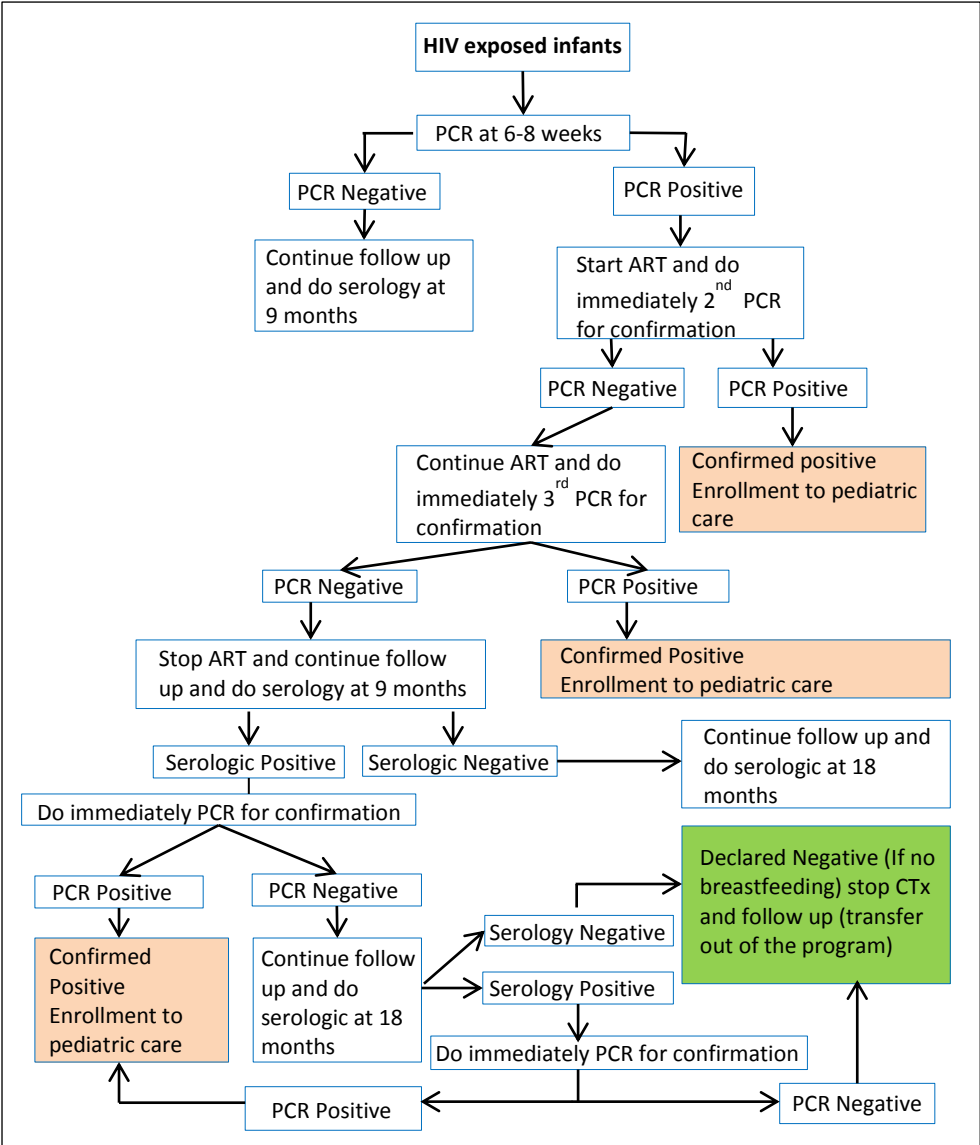 HIV exposed infants
PCR at 6-8 weeks
PCR Negative
PCR Positive
Continue follow up
and do serology at
9 months
Start ART and do
immediately 2nd PCR
for confirmation
PCR Negative
PCR Positive
Continue ART and do
immediately 3rd PCR for
confirmation
Confirmed positive
Enrollment to pediatric
care
PCR Negative
PCR Positive
Stop ART and continue follow
up and do serology at 9 months
Confirmed Positive
Enrollment to pediatric care
Serologic Positive
Serologic Negative
Continue follow up and
do serologic at 18
months
Do immediately PCR for confirmation
PCR Positive
PCR Negative
Declared Negative (If no
breastfeeding) stop CTx
and follow up (transfer
out of the program)
Confirmed
Positive
Enrollment to
pediatric care
Continue follow
up and do
serologic at 18
months
Serology Negative
Serology Positive
Do immediately PCR for confirmation
PCR Positive
PCR Negative